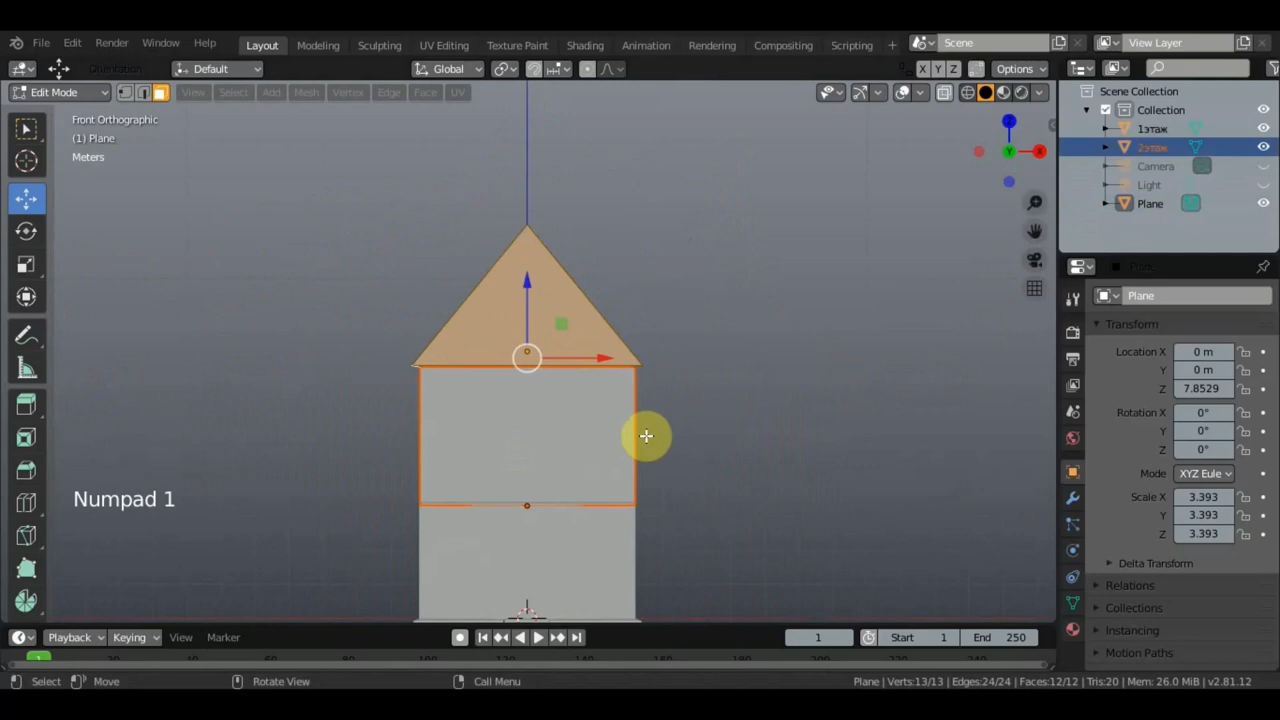 File Edit Render Window Help Layout Modeling Sculpting UV Editing Texture Paint Shading Animation Rendering Compositing Scripting + Scene View Layer
Orientation Default Global X Y Z Options
Edit Mode View Select Add Mesh Vertex Edge Face UV
Scene Collection
Collection
1этаж
2этаж
Camera
Light
Plane
Front Orthographic
(1) Plane
Meters
Z
Y
X
Numpad 1
Plane
Plane
Transform
Location X 0 m
Y 0 m
Z 7.8529
Rotation X 0°
Y 0°
Z 0°
Mode XYZ Eule
Scale X 3.393
Y 3.393
Z 3.393
Delta Transform
Relations
Collections
Instancing
Motion Paths
Playback Keying View Marker 1 Start 1 End 250
1
Select Move Rotate View Call Menu Plane | Verts:13/13 | Edges:24/24 | Faces:12/12 | Tris:20 | Mem: 26.0 MiB | v2.81.12